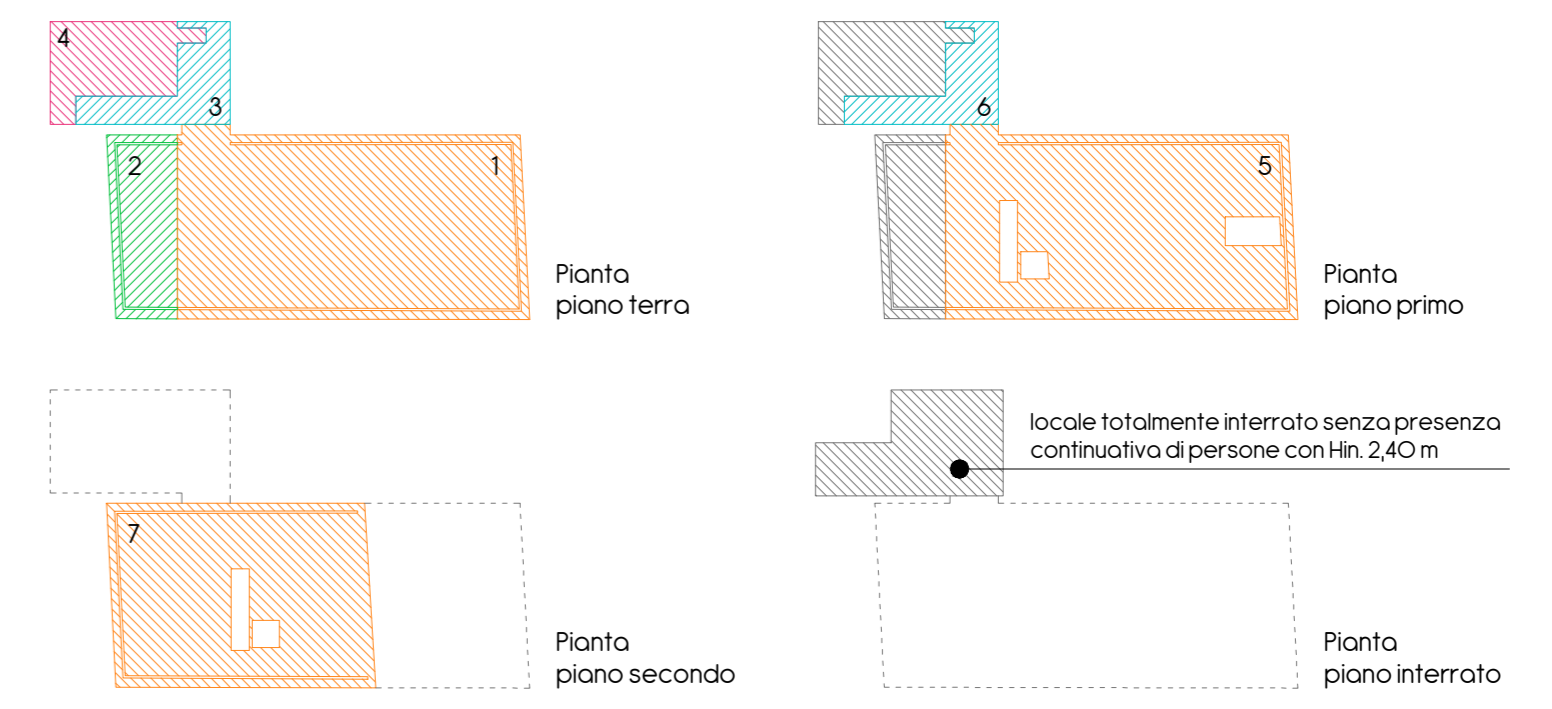 4
3
2
1
Pianta
piano terra
6
5
Pianta
piano primo
7
Pianta
piano secondo
locale totalmente interrato senza presenza
continuativa di persone con Hin. 2,40 m
Pianta
piano interrato